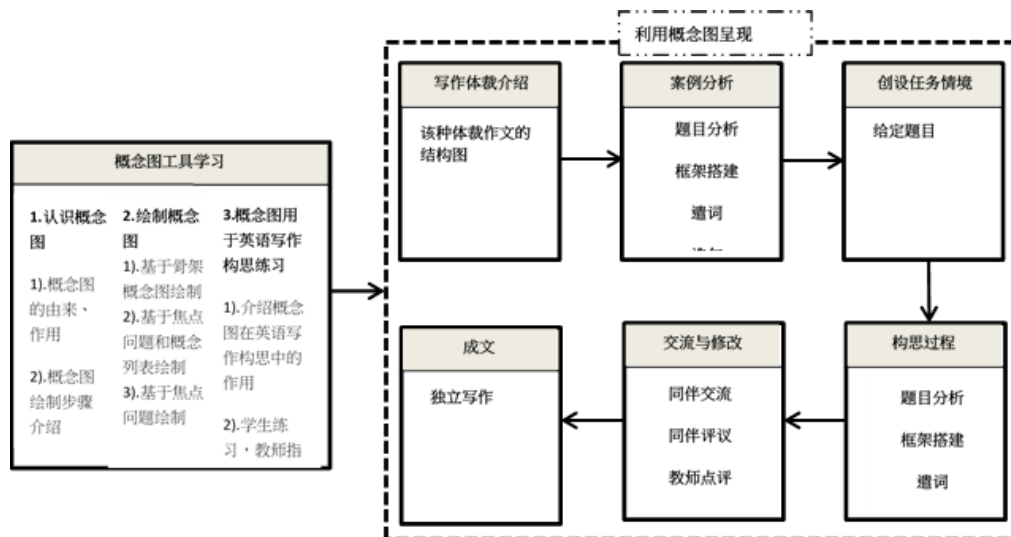 利用概念图呈现
概念图工具学习
1.认识概念
图
1).概念图
的由来、
作用
2).概念图
绘制步骤
介绍
2.绘制概念
图
1).基于骨架
概念图绘制
2).基于焦点
问题和概念
列表绘制
3).基于焦点
问题绘制
3.概念图用
于英语写作
构思练习
1).介绍概念
图在英语写
作构思中的
作用
2).学生练
习，教师指
写作体裁介绍
该种体裁作文的
结构图
案例分析
题目分析
框架搭建
遣词
创设任务情境
给定题目
构思过程
题目分析
框架搭建
遣词
交流与修改
同伴交流
同伴评议
教师点评
成文
独立写作